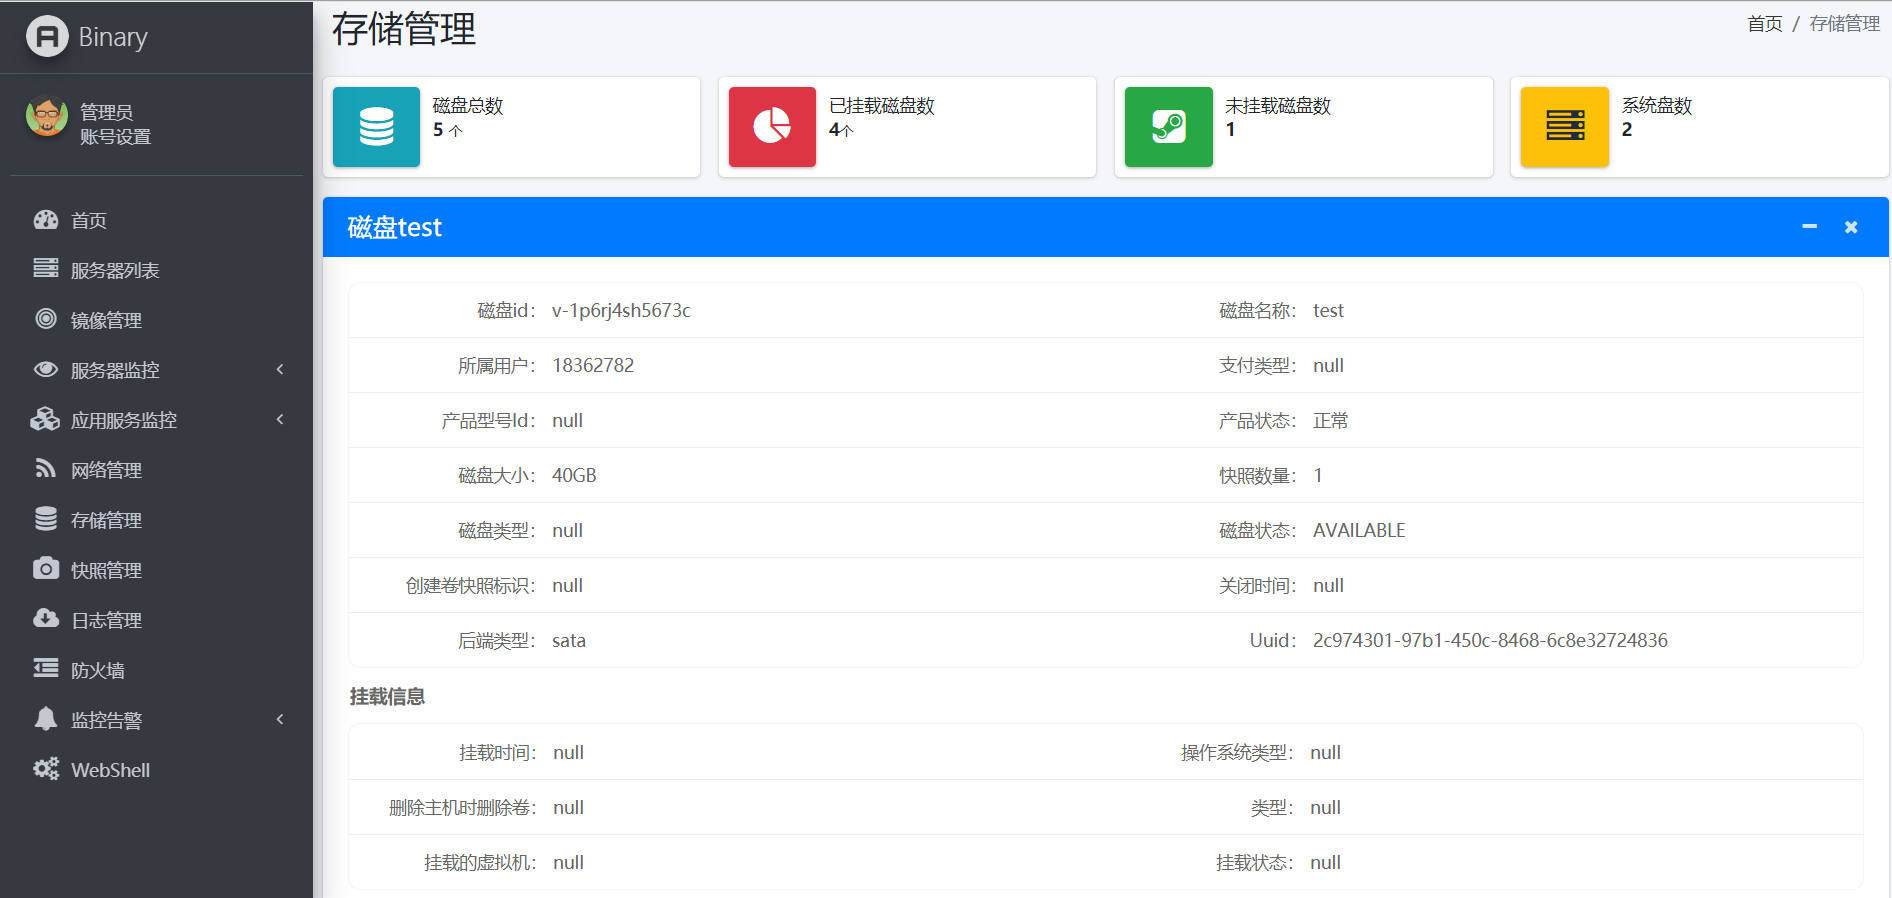 Binary
管理员
账号设置
首页
服务器列表
镜像管理
服务器监控
应用服务监控
网络管理
存储管理
快照管理
日志管理
防火墙
监控告警
WebShell
存储管理
首页 / 存储管理
磁盘总数
5 个
已挂载磁盘数
4个
未挂载磁盘数
1
系统盘数
2
磁盘test
磁盘id： v-1p6rj4sh5673c 磁盘名称： test
所属用户： 18362782 支付类型： null
产品型号Id： null 产品状态： 正常
磁盘大小： 40GB 快照数量： 1
磁盘类型： null 磁盘状态： AVAILABLE
创建卷快照标识： null 关闭时间： null
后端类型： sata Uuid： 2c974301-97b1-450c-8468-6c8e32724836
挂载信息
挂载时间： null 操作系统类型： null
删除主机时删除卷： null 类型： null
挂载的虚拟机： null 挂载状态： null